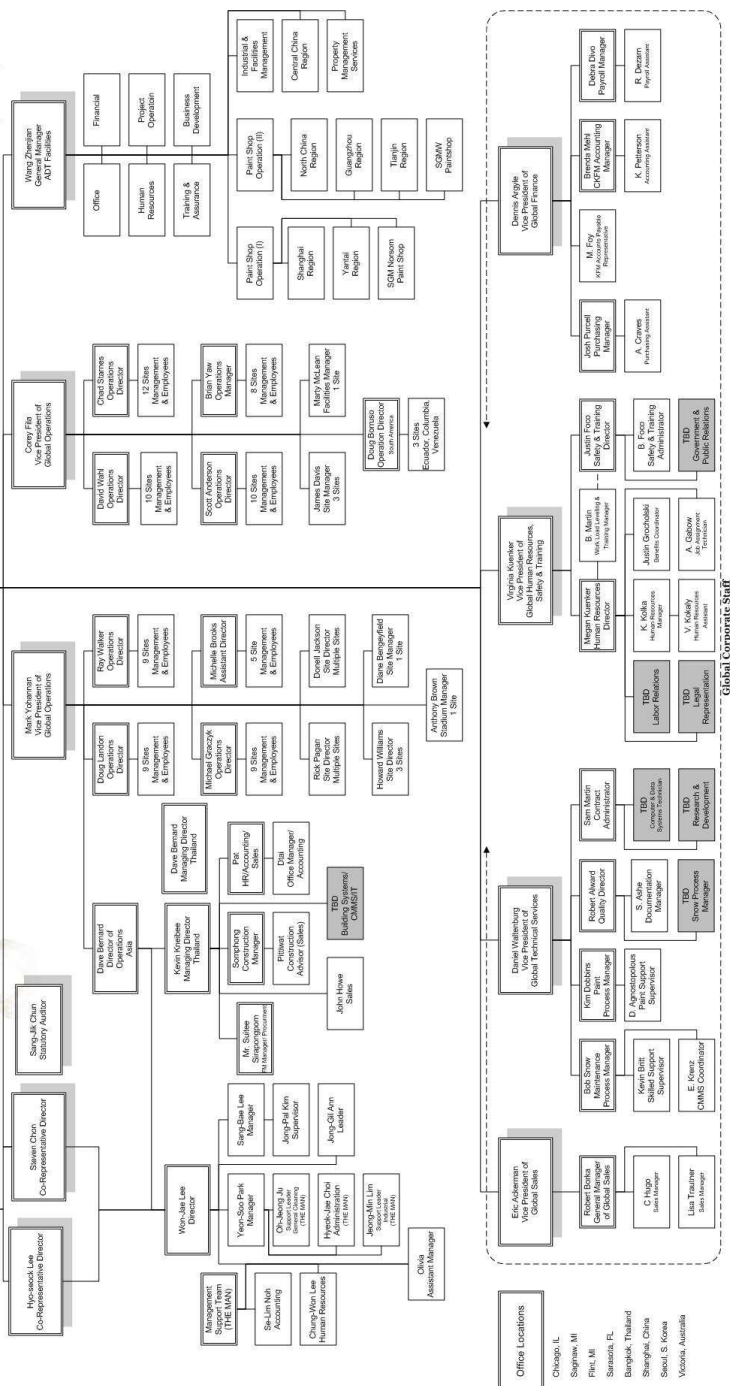 Hyo-seock Lee
Co-Representative Director
Steven Chon
Co-Representative Director
Sang-Jik Chun
Statutory Auditor
Won-Jae Lee
Director
Management
Support Team
(THE MAN)
Se-Lim Noh
Accounting
Chung-Won Lee
Human Resources
Olivia
Assistant Manager
Yeon-Soo Park
Manager
Oh-Jeong Ju
Support Leader
General Cleaning
(THE MAN)
Hyeok-Jae Choi
Administration
(THE MAN)
Jeong-Min Lim
Support Leader
Industrial
(THE MAN)
Sang-Bae Lee
Manager
Jong-Pal Kim
Supervisor
Jong-Gil Ann
Leader
Dave Bernard
Director of
Operations
Asia
Kevin Knebee
Managing Director
Thailand
Dave Bernard
Managing Director
Thailand
Mr. Suitee
Sirapongporn
FM Manager/ Procurment
Somphong
Construction
Manager
Pittiwat
Construction
Advisor (Sales)
John Howe
Sales
Pat
HR/Accounting/
Sales
D'tai
Office Manager/
Accounting
TBD
Building Systems/
CMMS/IT
Mark Yohannan
Vice President of
Global Operations
Doug Landon
Operations
Director
9 Sites
Management
& Employees
Michael Graczyk
Operations
Director
9 Sites
Management
& Employees
Rick Pagan
Site Director
Multiple Sites
Howard Williams
Site Director
3 Sites
Ray Walker
Operations
Director
9 Sites
Management
& Employees
Michelle Brooks
Assistant Director
5 Site
Management
& Employees
Donell Jackson
Site Director
Multiple Sites
Diane Bengeyfield
Site Manager
1 Site
Anthony Brown
Stadium Manager
1 Site
Corey Fila
Vice President of
Global Operations
David Wahl
Operations
Director
10 Sites
Management
& Employees
Scott Anderson
Operations
Director
10 Sites
Management
& Employees
James Davis
Site Manager
3 Sites
Chad Starnes
Operations
Director
12 Sites
Management
& Employees
Brian Yaw
Operations
Manager
8 Sites
Management
& Employees
Marty McLean
Facilities Manager
1 Site
Doug Borruso
Operation Director
South America
3 Sites
Ecuador, Columbia,
Venezuela
Wang Zhenjian
General Manager
ADT Facilities
Office
Financial
Human
Resources
Project
Operatoin
Training &
Assurance
Business
Development
Paint Shop
Operation (I)
Shanghai
Region
Yantai
Region
SGM Norsom
Paint Shop
Paint Shop
Operation (II)
North China
Region
Guangzhou
Region
Tianjin
Region
SGMW
Paintshop
Industrial &
Facilities
Management
Central China
Region
Property
Management
Services
Office Locations
Chicago, IL
Saginaw, MI
Flint, MI
Sarasota, FL
Bangkok, Thailand
Shanghai, China
Seoul, S. Korea
Victoria, Australia
Eric Ackerman
Vice President of
Global Sales
Robert Borka
General Manager
of Global Sales
C Hugo
Sales Manager
Lisa Trautner
Sales Manager
Daniel Waltenburg
Vice President of
Global Technical Services
Bob Snow
Maintenance
Process Manager
Kevin Britt
Skilled Support
Supervisor
E. Krenz
CMMS Coordinator
Kim Dobbins
Paint
Process Manager
D. Agnostopolous
Paint Support
Supervisor
Robert Alward
Quality Director
S. Ashe
Documentation
Manager
TBD
Snow Process
Manager
Sam Martin
Contract
Administrator
TBD
Computer & Data
Systems Technician
TBD
Research &
Development
Virginia Kuenker
Vice President of
Global Human Resources,
Safety & Training
Megan Kuenker
Human Resources
Director
TBD
Labor Relations
TBD
Legal
Representation
K. Kolka
Human Resources
Manager
V. Kokaly
Human Resources
Assistant
B. Martin
Work Load Leveling &
Training Manager
Justin Grocholski
Benefits Coordinator
A. Gabow
Job Assignment
Technician
Justin Foco
Safety & Training
Director
B. Foco
Safety & Training
Administrator
TBD
Government &
Public Relations
Dennis Argyle
Vice President of
Global Finance
Josh Purcell
Purchasing
Manager
A. Craves
Purchasing Assistant
M. Foy
KFM Accounts Payable
Representative
Brenda Mehl
CKFM Accounting
Manager
K. Petterson
Accounting Assistant
Debra Divo
Payroll Manager
R. Dezarn
Payroll Assistant
Global Corporate Staff